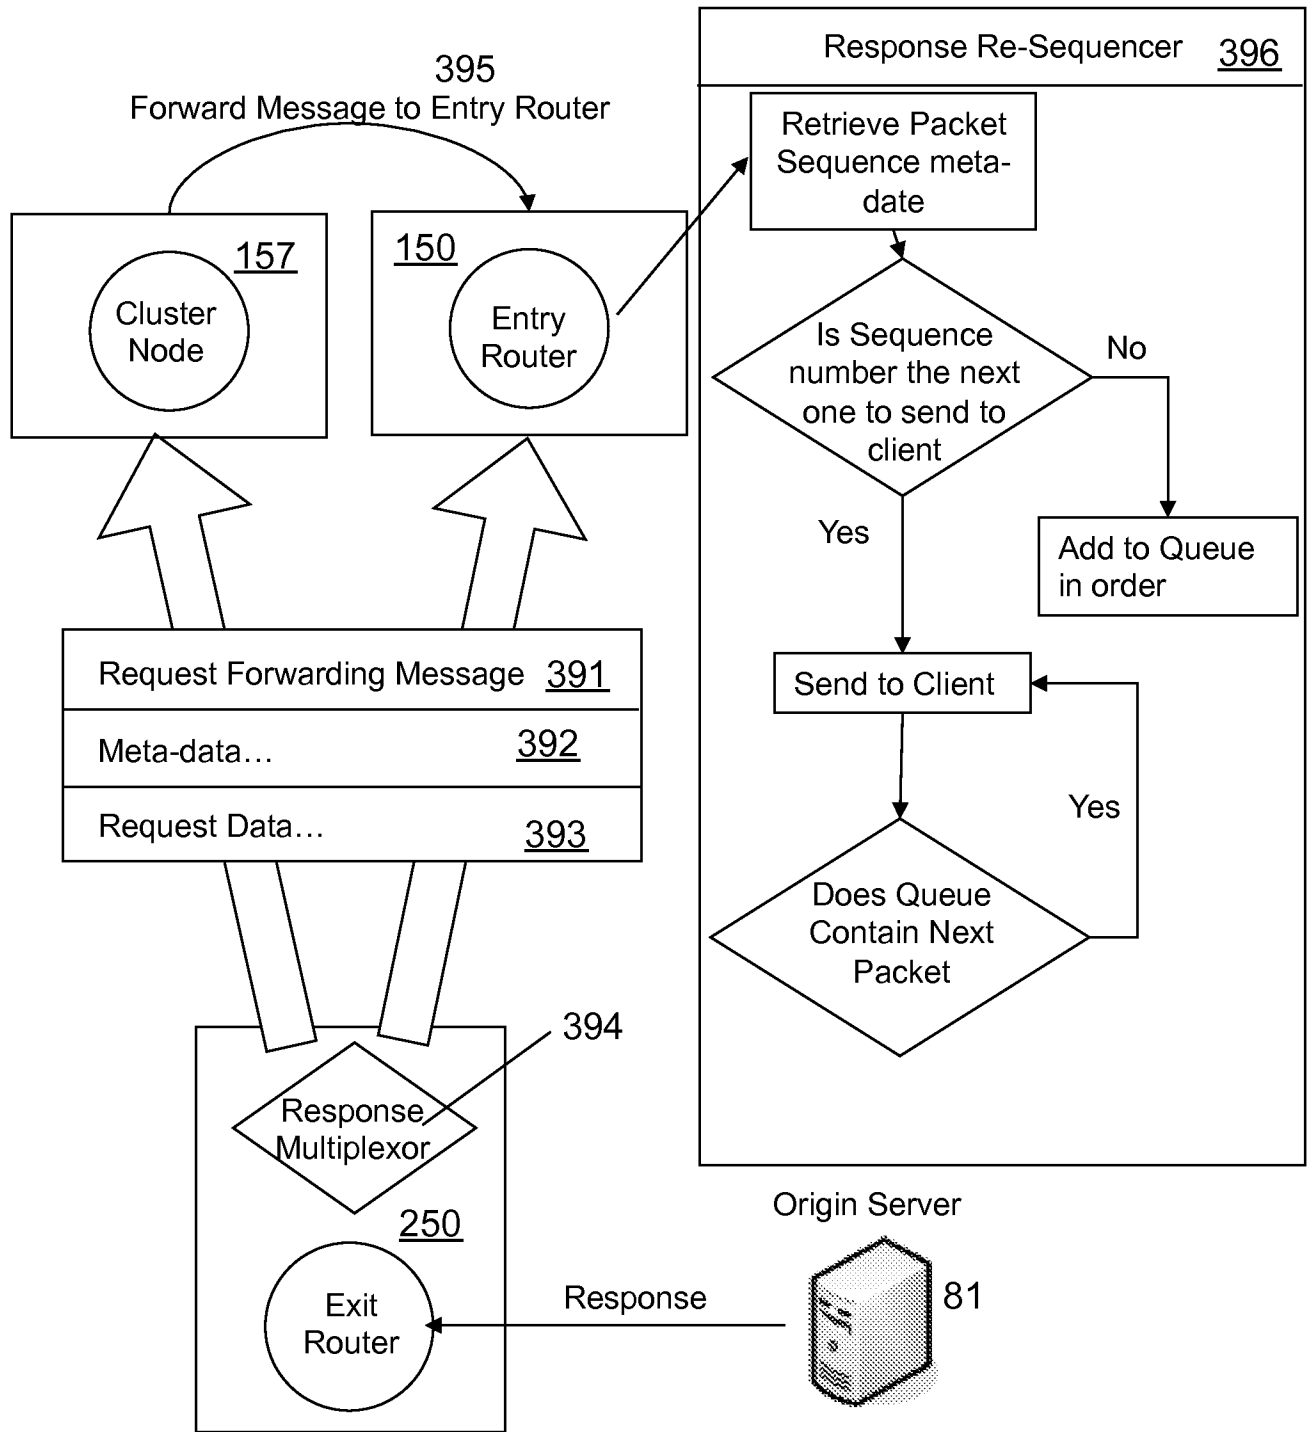 Response Re-Sequencer 396
395
Forward Message to Entry Router
Retrieve Packet
Sequence meta-
date
157
Cluster
Node
150
Entry
Router
Is Sequence
number the next
one to send to
client
No
Yes
Add to Queue
in order
Request Forwarding Message 391
Meta-data... 392
Request Data... 393
Send to Client
Yes
Does Queue
Contain Next
Packet
394
Response
Multiplexor
250
Exit
Router
Response
Origin Server
81